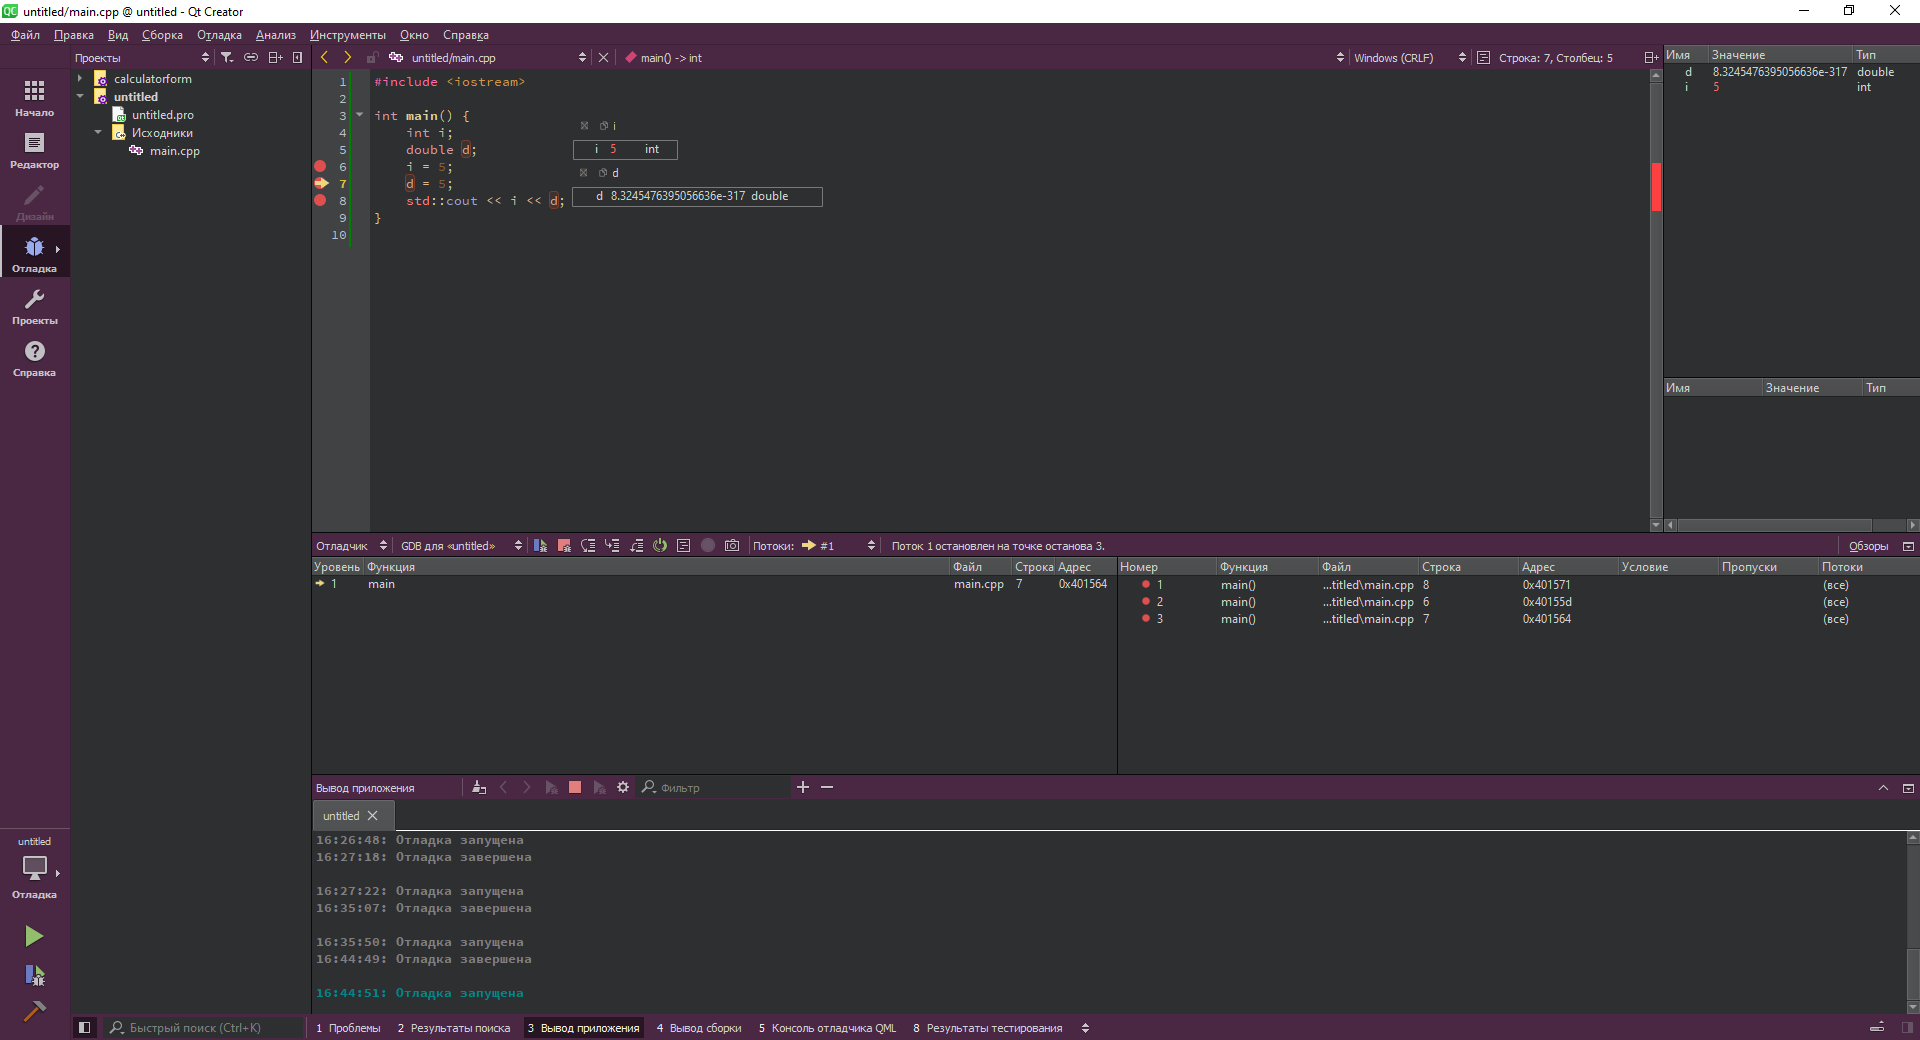 untitled/main.cpp @ untitled - Qt Creator
Файл Правка Вид Сборка Отладка Анализ Инструменты Окно Справка
Проекты
untitled/main.cpp
main() -> int
Windows (CRLF)
Строка: 7, Столбец: 5
Начало
Редактор
Дизайн
Отладка
Проекты
Справка
calculatorform
untitled
untitled.pro
Исходники
main.cpp
1 #include <iostream>
2
3 int main() {
4 int i;
5 double d;
6 i = 5;
7 d = 5;
8 std::cout << i << d;
9 }
10
i
i 5 int
d
d 8.3245476395056636e-317 double
Имя Значение Тип
d 8.3245476395056636e-317 double
i 5 int
Имя Значение Тип
Отладчик GDB для «untitled» Потоки: #1 Поток 1 остановлен на точке останова 3. Обзоры
Уровень Функция Файл Строка Адрес
1 main main.cpp 7 0x401564
Номер Функция Файл Строка Адрес Условие Пропуски Потоки
1 main() ...titled\main.cpp 8 0x401571 (все)
2 main() ...titled\main.cpp 6 0x40155d (все)
3 main() ...titled\main.cpp 7 0x401564 (все)
Вывод приложения Фильтр
untitled
16:26:48: Отладка запущена
16:27:18: Отладка завершена
16:27:22: Отладка запущена
16:35:07: Отладка завершена
16:35:50: Отладка запущена
16:44:49: Отладка завершена
16:44:51: Отладка запущена
untitled
Отладка
Быстрый поиск (Ctrl+K)
1 Проблемы 2 Результаты поиска 3 Вывод приложения 4 Вывод сборки 5 Консоль отладчика QML 8 Результаты тестирования